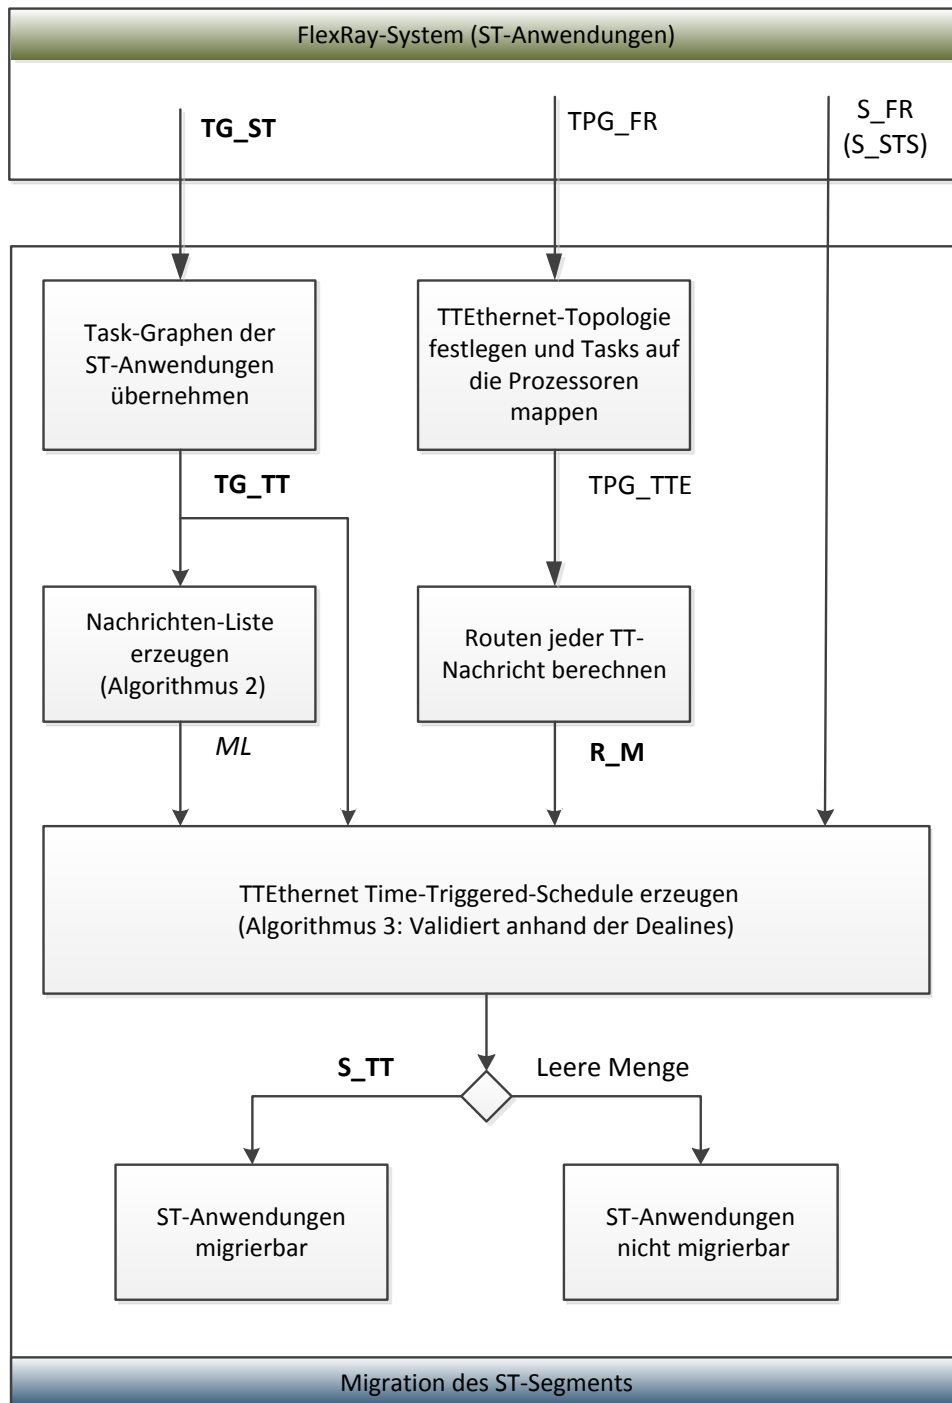 FlexRay-System (ST-Anwendungen)
TG_ST
TPG_FR
S_FR
(S_STS)
Task-Graphen der
ST-Anwendungen
übernehmen
TTEthernet-Topologie
festlegen und Tasks auf
die Prozessoren
mappen
TG_TT
TPG_TTE
Nachrichten-Liste
erzeugen
(Algorithmus 2)
Routen jeder TT-
Nachricht berechnen
ML
R_M
TTEthernet Time-Triggered-Schedule erzeugen
(Algorithmus 3: Validiert anhand der Dealines)
S_TT
Leere Menge
ST-Anwendungen
migrierbar
ST-Anwendungen
nicht migrierbar
Migration des ST-Segments